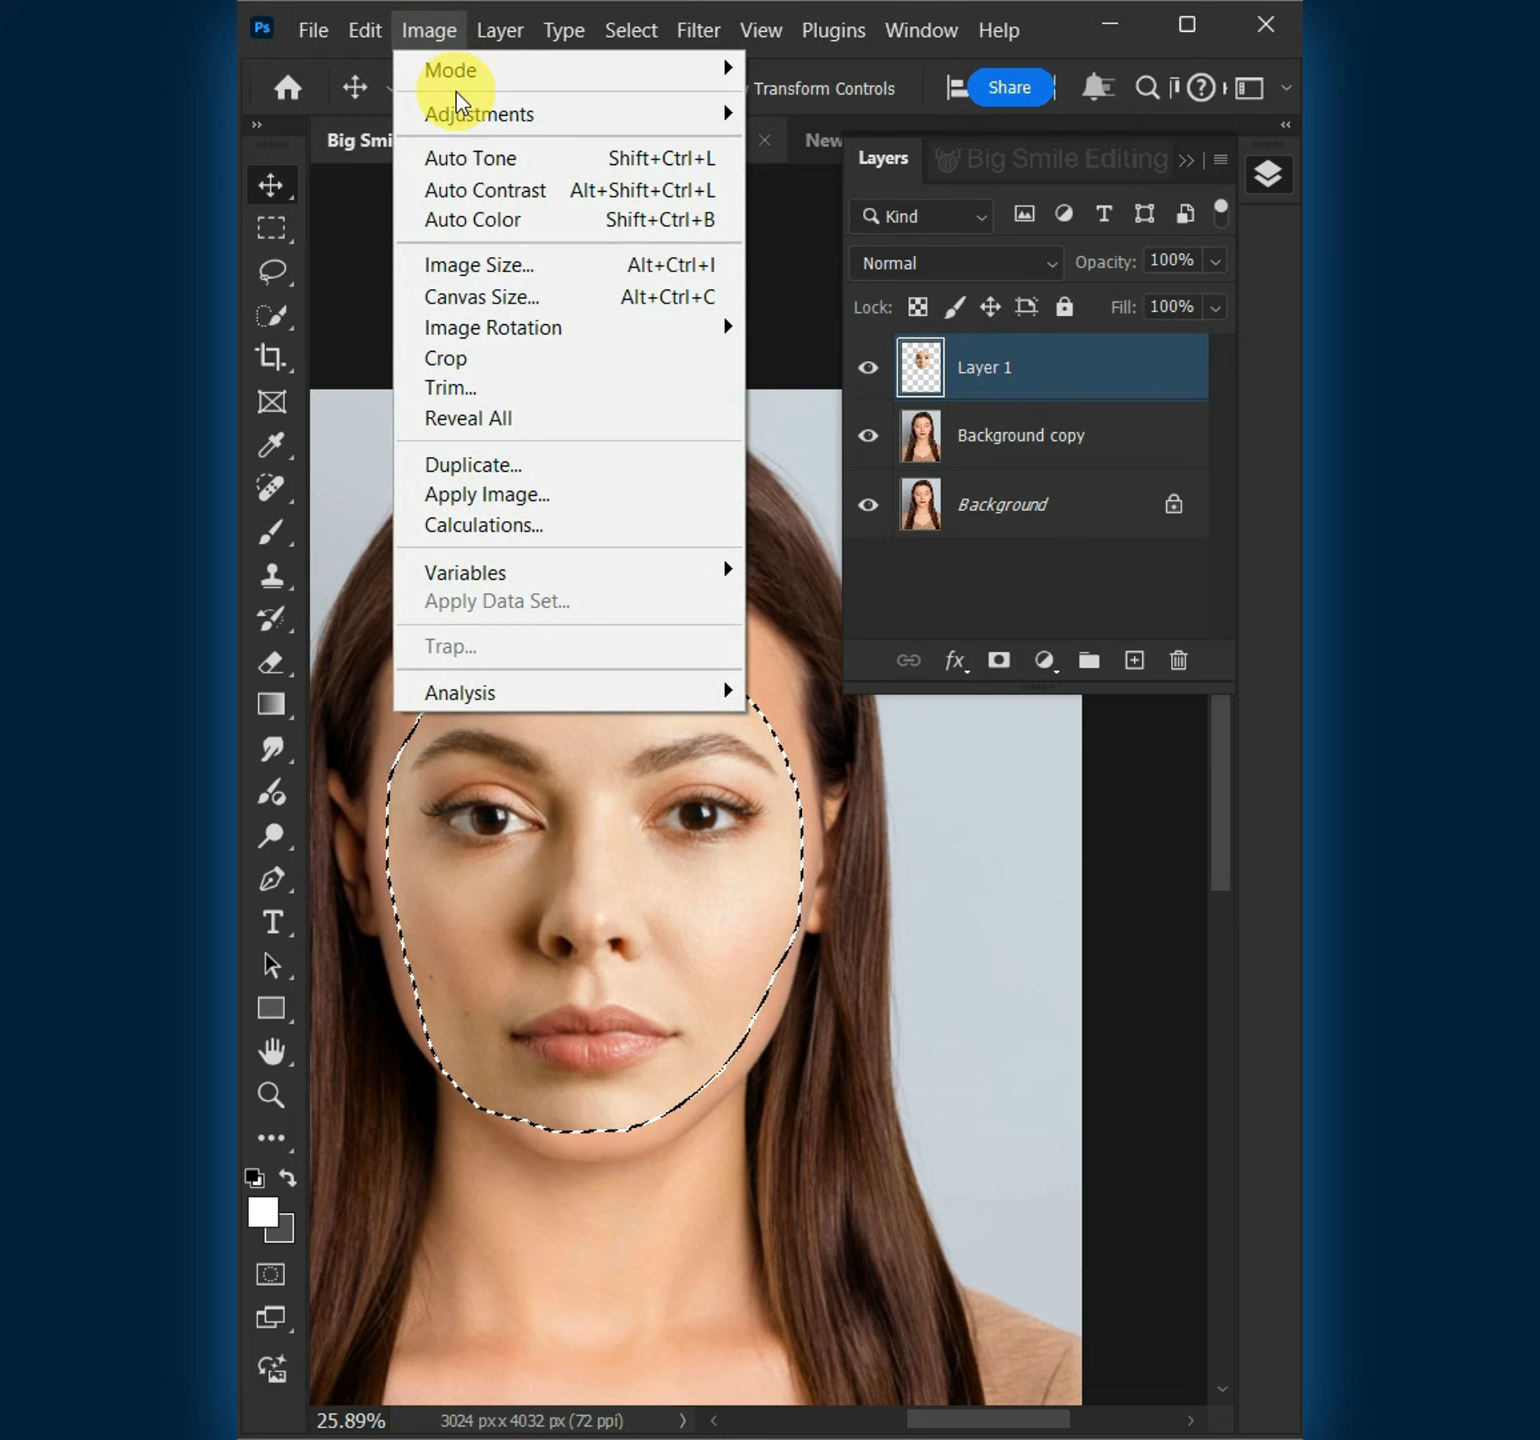 Ps File Edit Image Layer Type Select Filter View Plugins Window Help
Transform Controls Share
Big Smi
New
Mode
Adjustments
Auto Tone Shift+Ctrl+L
Auto Contrast Alt+Shift+Ctrl+L
Auto Color Shift+Ctrl+B
Image Size... Alt+Ctrl+I
Canvas Size... Alt+Ctrl+C
Image Rotation
Crop
Trim...
Reveal All
Duplicate...
Apply Image...
Calculations...
Variables
Apply Data Set...
Trap...
Analysis
Layers Big Smile Editing
Kind
Normal Opacity: 100%
Lock: Fill: 100%
Layer 1
Background copy
Background
fx
25.89% 3024 px x 4032 px (72 ppi)